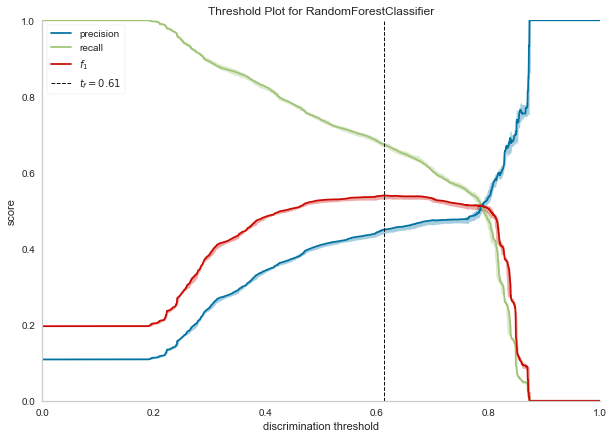 Threshold Plot for RandomForestClassifier
precision
recall
f1
tr = 0.61
1.0
0.8
0.6
0.4
0.2
0.0
score
0.0 0.2 0.4 0.6 0.8 1.0
discrimination threshold